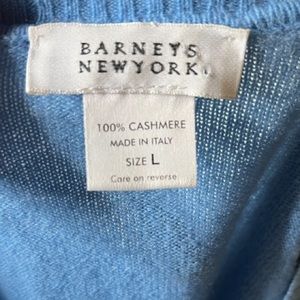 BARNEYS
NEWYORK
100% CASHMERE
MADE IN ITALY
SIZE L
Care on reverse